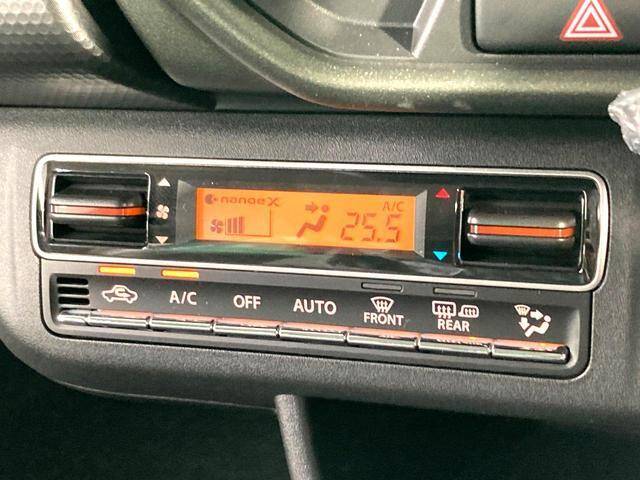 nanoeX
A/C
25.5
A/C
OFF
AUTO
FRONT
REAR